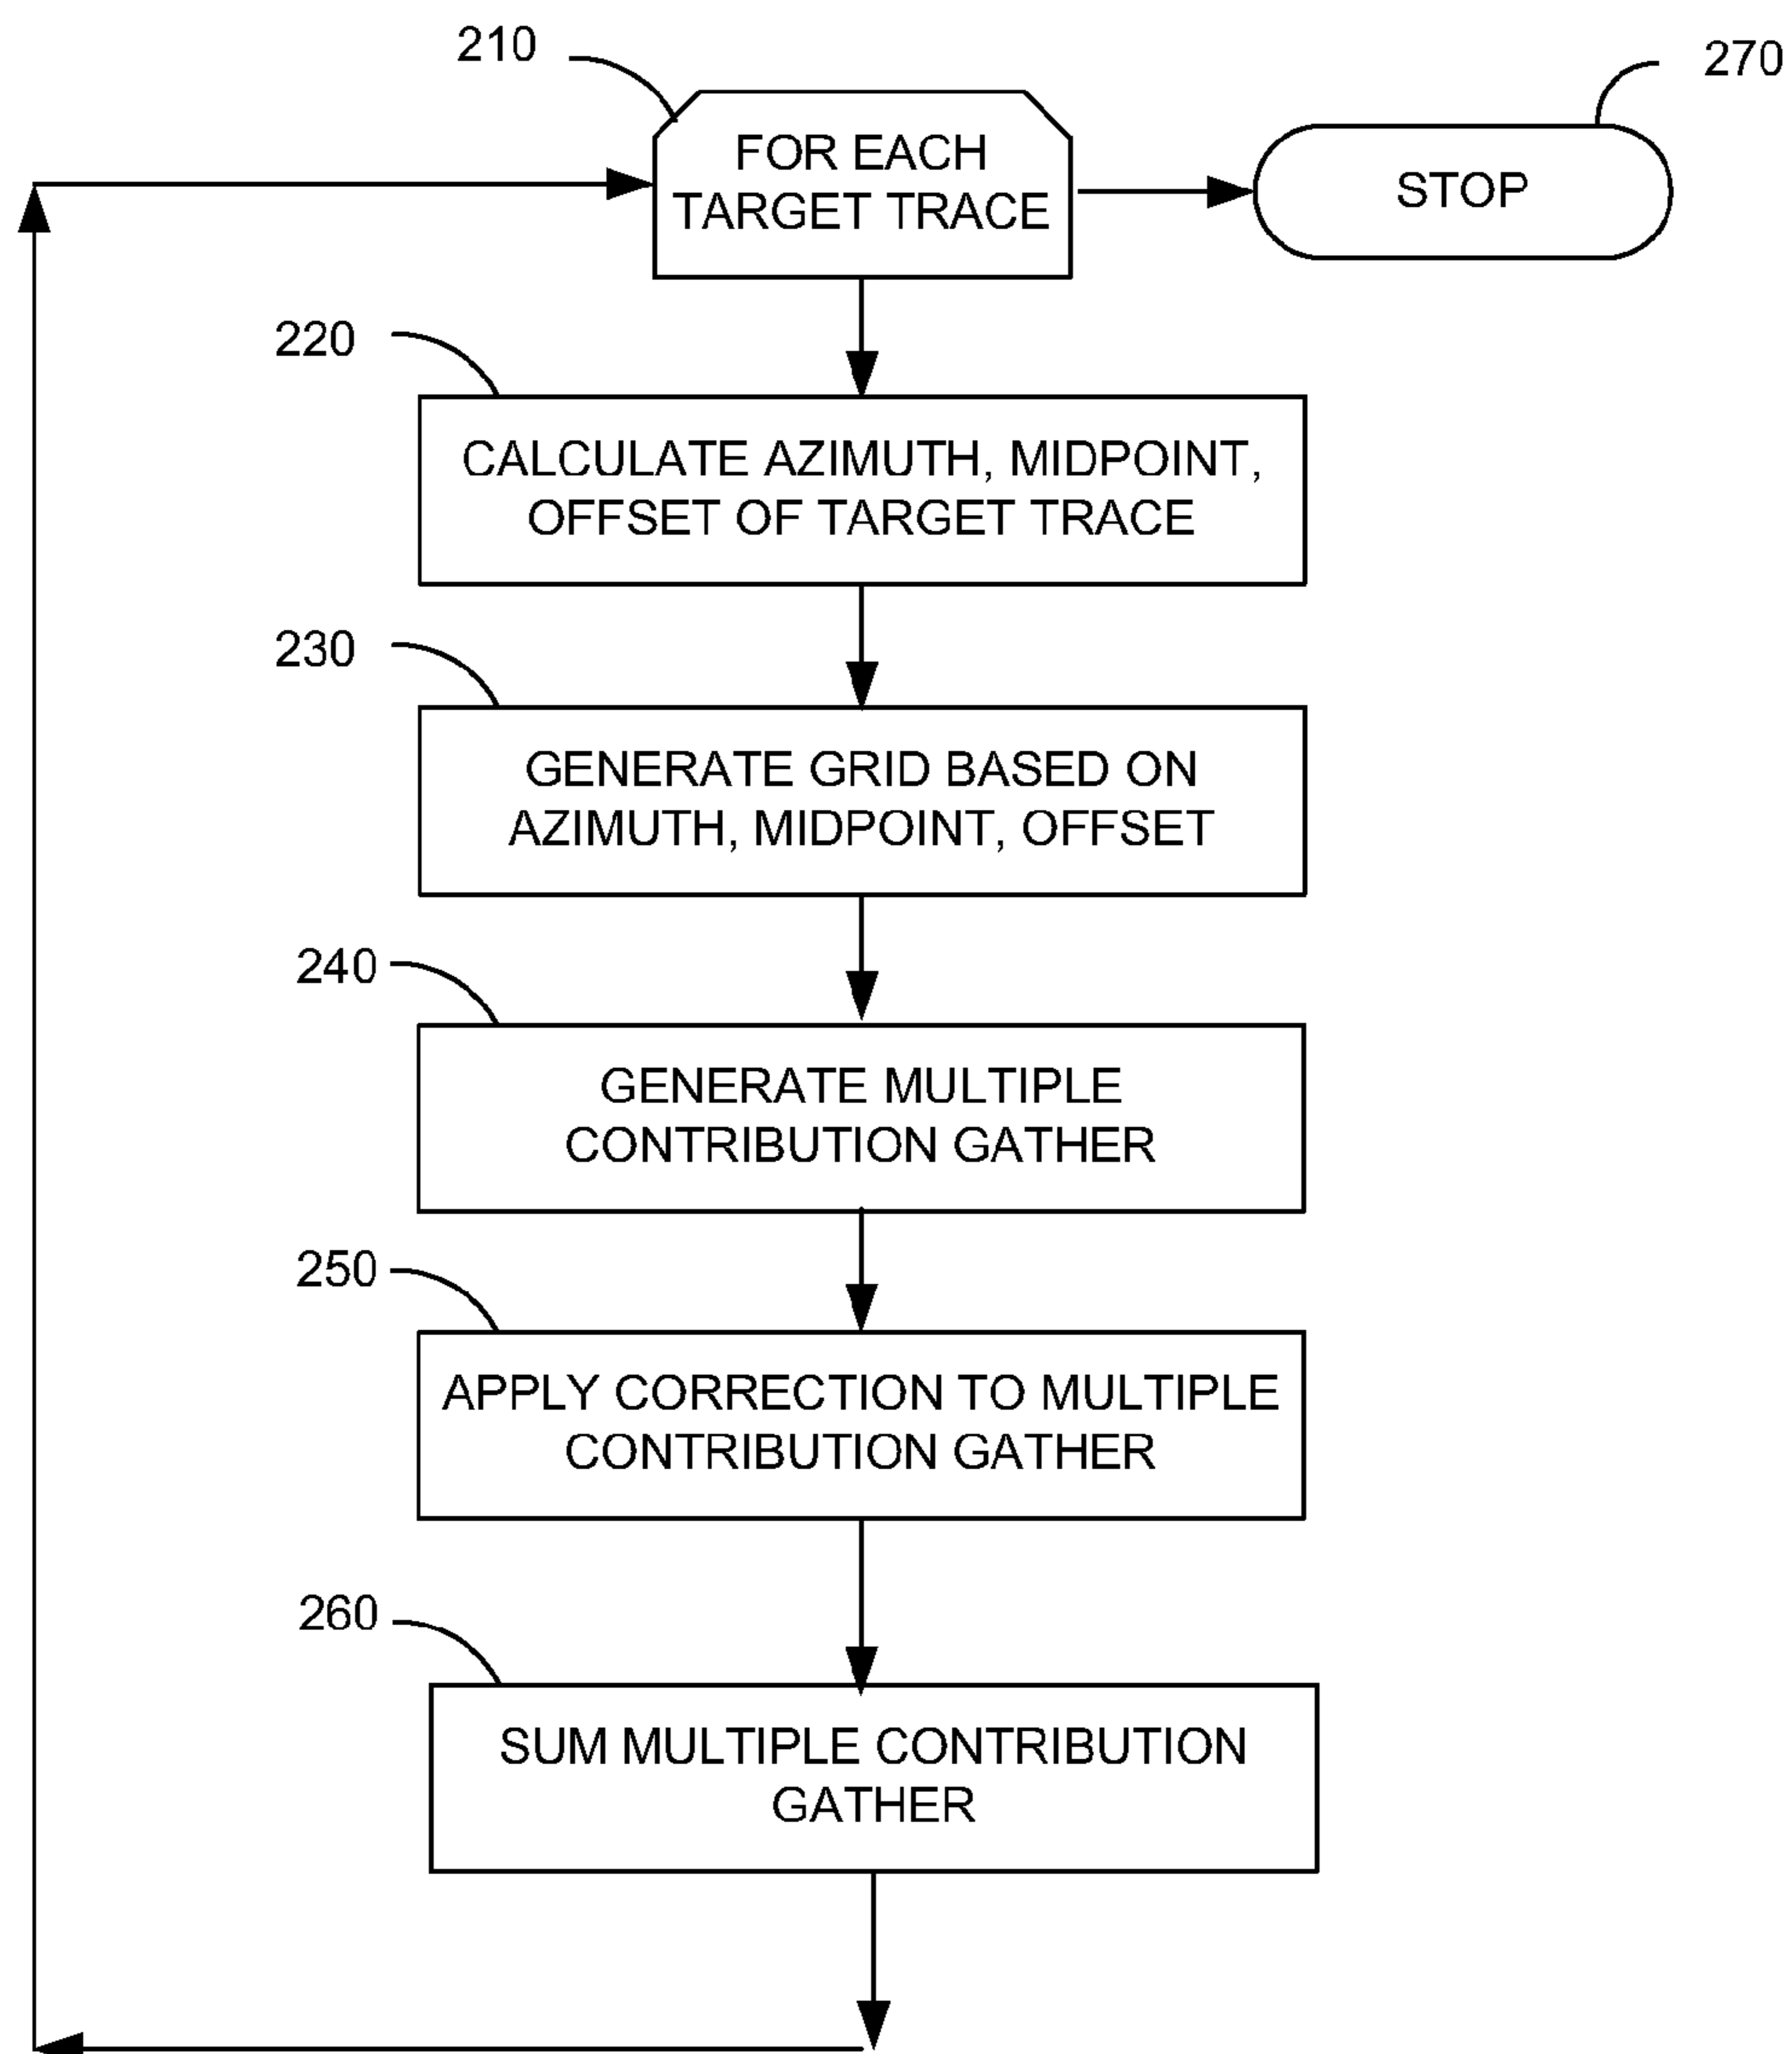 210
270
FOR EACH
TARGET TRACE
STOP
220
CALCULATE AZIMUTH, MIDPOINT,
OFFSET OF TARGET TRACE
230
GENERATE GRID BASED ON
AZIMUTH, MIDPOINT, OFFSET
240
GENERATE MULTIPLE
CONTRIBUTION GATHER
250
APPLY CORRECTION TO MULTIPLE
CONTRIBUTION GATHER
260
SUM MULTIPLE CONTRIBUTION
GATHER